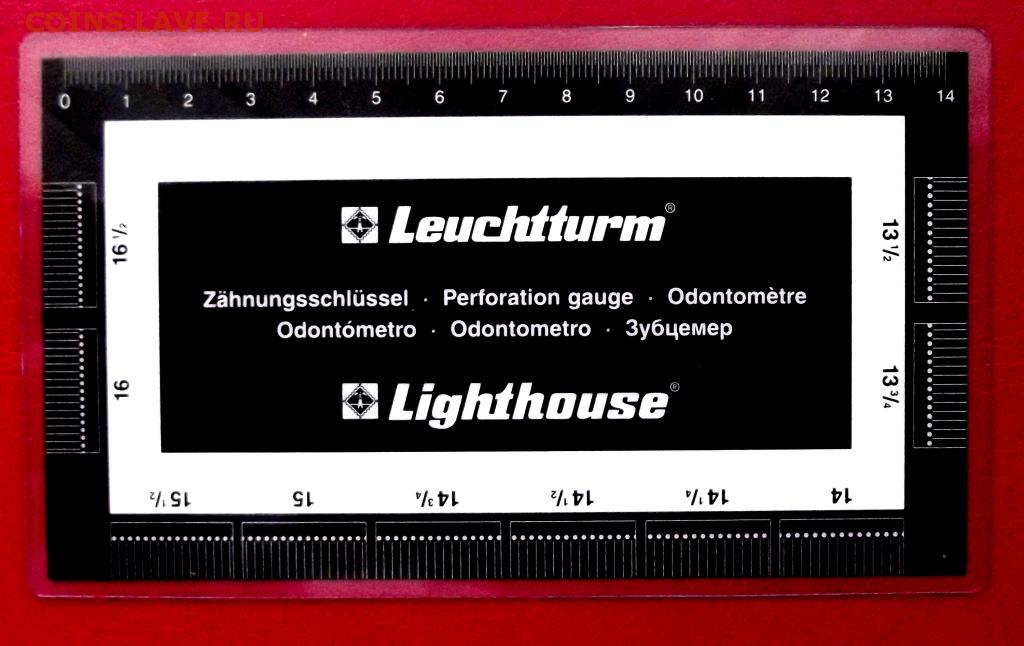 COINS.LAVE.RU
0 1 2 3 4 5 6 7 8 9 10 11 12 13 14
Leuchtturm®
Zähnungsschlüssel · Perforation gauge · Odontomètre
Odontómetro · Odontometro · Зубцемер
Lighthouse®
16 1/2
16
13 1/2
13 3/4
15 1/2 15 14 3/4 14 1/2 14 1/4 14